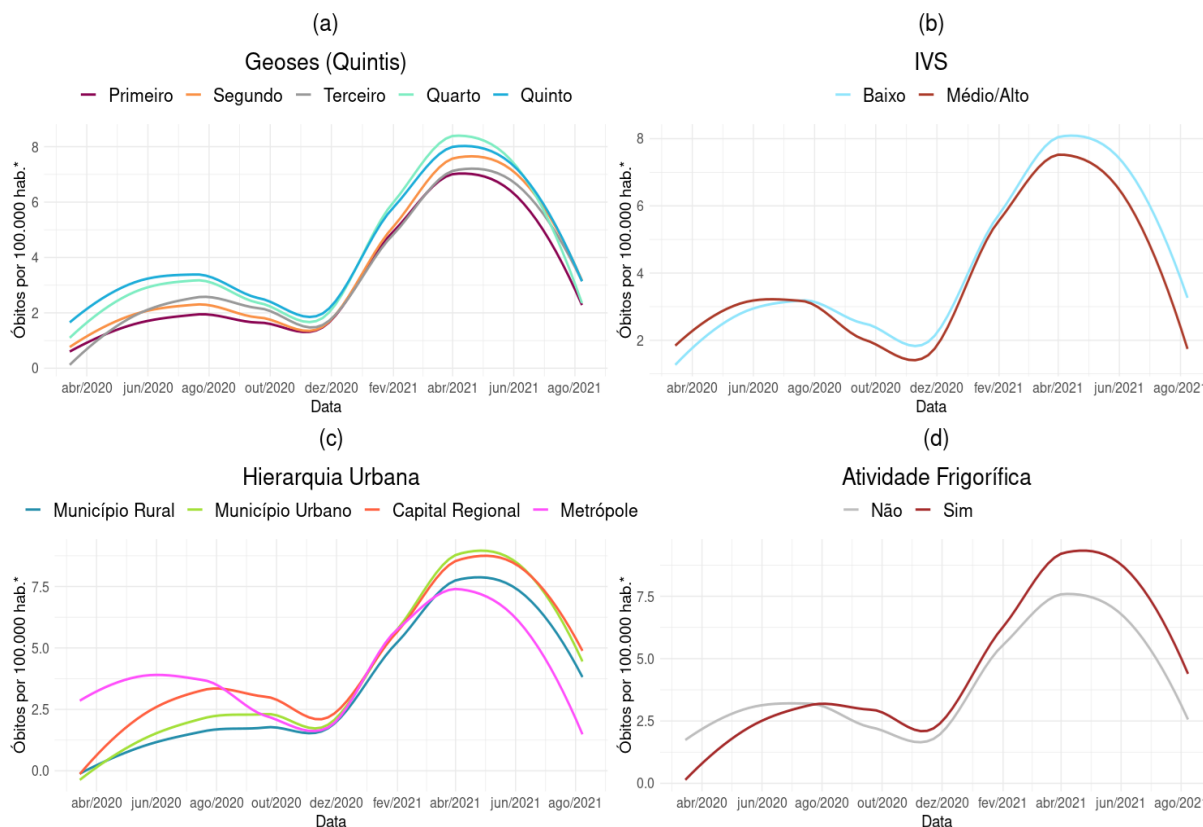 (a)
Geoses (Quintis)
Primeiro Segundo Terceiro Quarto Quinto
Óbitos por 100.000 hab.*
8
6
4
2
0
abr/2020 jun/2020 ago/2020 out/2020 dez/2020 fev/2021 abr/2021 jun/2021 ago/2021
Data
(b)
IVS
Baixo Médio/Alto
Óbitos por 100.000 hab.*
8
6
4
2
abr/2020 jun/2020 ago/2020 out/2020 dez/2020 fev/2021 abr/2021 jun/2021 ago/2021
Data
(c)
Hierarquia Urbana
Município Rural Município Urbano Capital Regional Metrópole
Óbitos por 100.000 hab.*
7.5
5.0
2.5
0.0
abr/2020 jun/2020 ago/2020 out/2020 dez/2020 fev/2021 abr/2021 jun/2021 ago/2021
Data
(d)
Atividade Frigorífica
Não Sim
Óbitos por 100.000 hab.*
7.5
5.0
2.5
0.0
abr/2020 jun/2020 ago/2020 out/2020 dez/2020 fev/2021 abr/2021 jun/2021 ago/202
Data